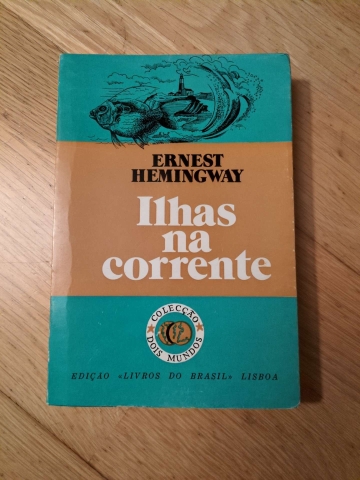 ERNEST
HEMINGWAY
Ilhas
na
corrente
COLECÇÃO
DOIS MUNDOS
EDIÇÃO «LIVROS DO BRASIL» LISBOA